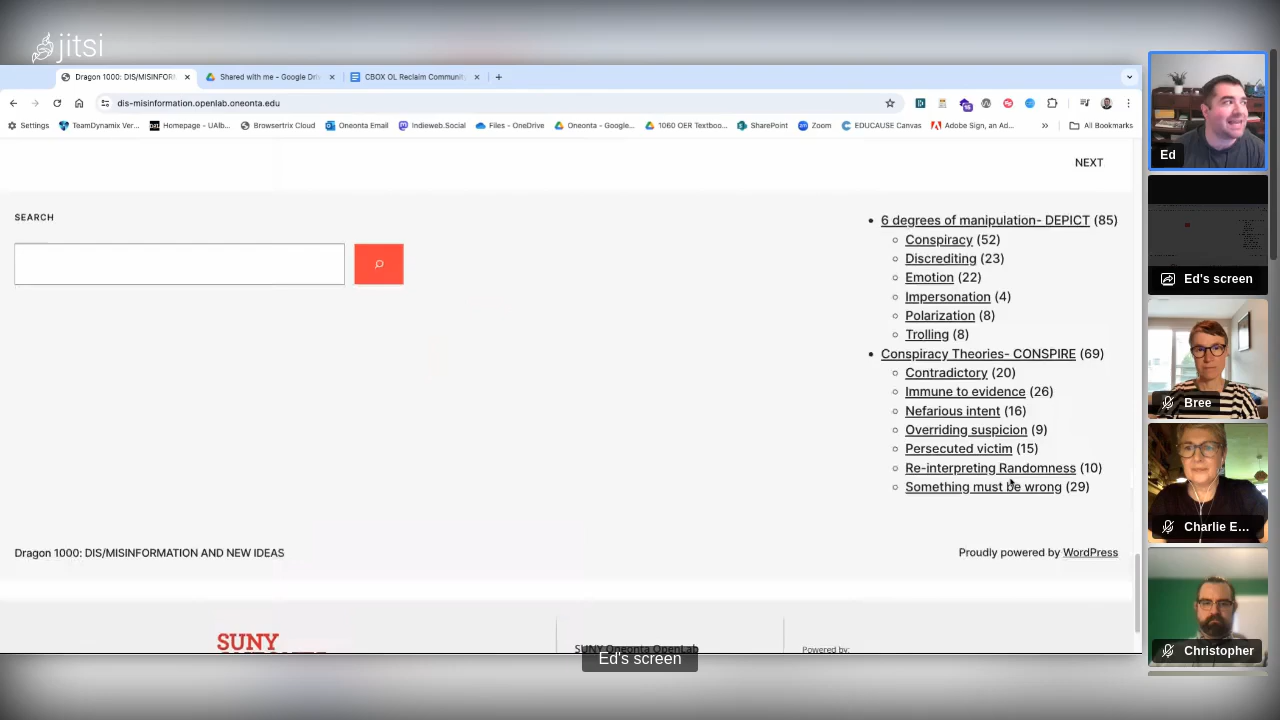 jitsi
Dragon 1000: DIS/MISINFORM
Shared with me - Google Dri
CBOX OL Reclaim Community
dis-misinformation.openlab.oneonta.edu
Settings
TeamDynamix Ver...
Homepage - UAlb...
Browsertrix Cloud
Oneonta Email
Indieweb.Social
Files - OneDrive
Oneonta - Google...
1060 OER Textboo...
SharePoint
Zoom
EDUCAUSE Canvas
Adobe Sign, an Ad...
»
All Bookmarks
NEXT
SEARCH
6 degrees of manipulation- DEPICT (85)
Conspiracy (52)
Discrediting (23)
Emotion (22)
Impersonation (4)
Polarization (8)
Trolling (8)
Conspiracy Theories- CONSPIRE (69)
Contradictory (20)
Immune to evidence (26)
Nefarious intent (16)
Overriding suspicion (9)
Persecuted victim (15)
Re-interpreting Randomness (10)
Something must be wrong (29)
Dragon 1000: DIS/MISINFORMATION AND NEW IDEAS
Proudly powered by WordPress
SUNY
ONEONTA
SUNY Oneonta OpenLab
Powered by:
Ed's screen
Ed
Ed's screen
Bree
Charlie E...
Christopher